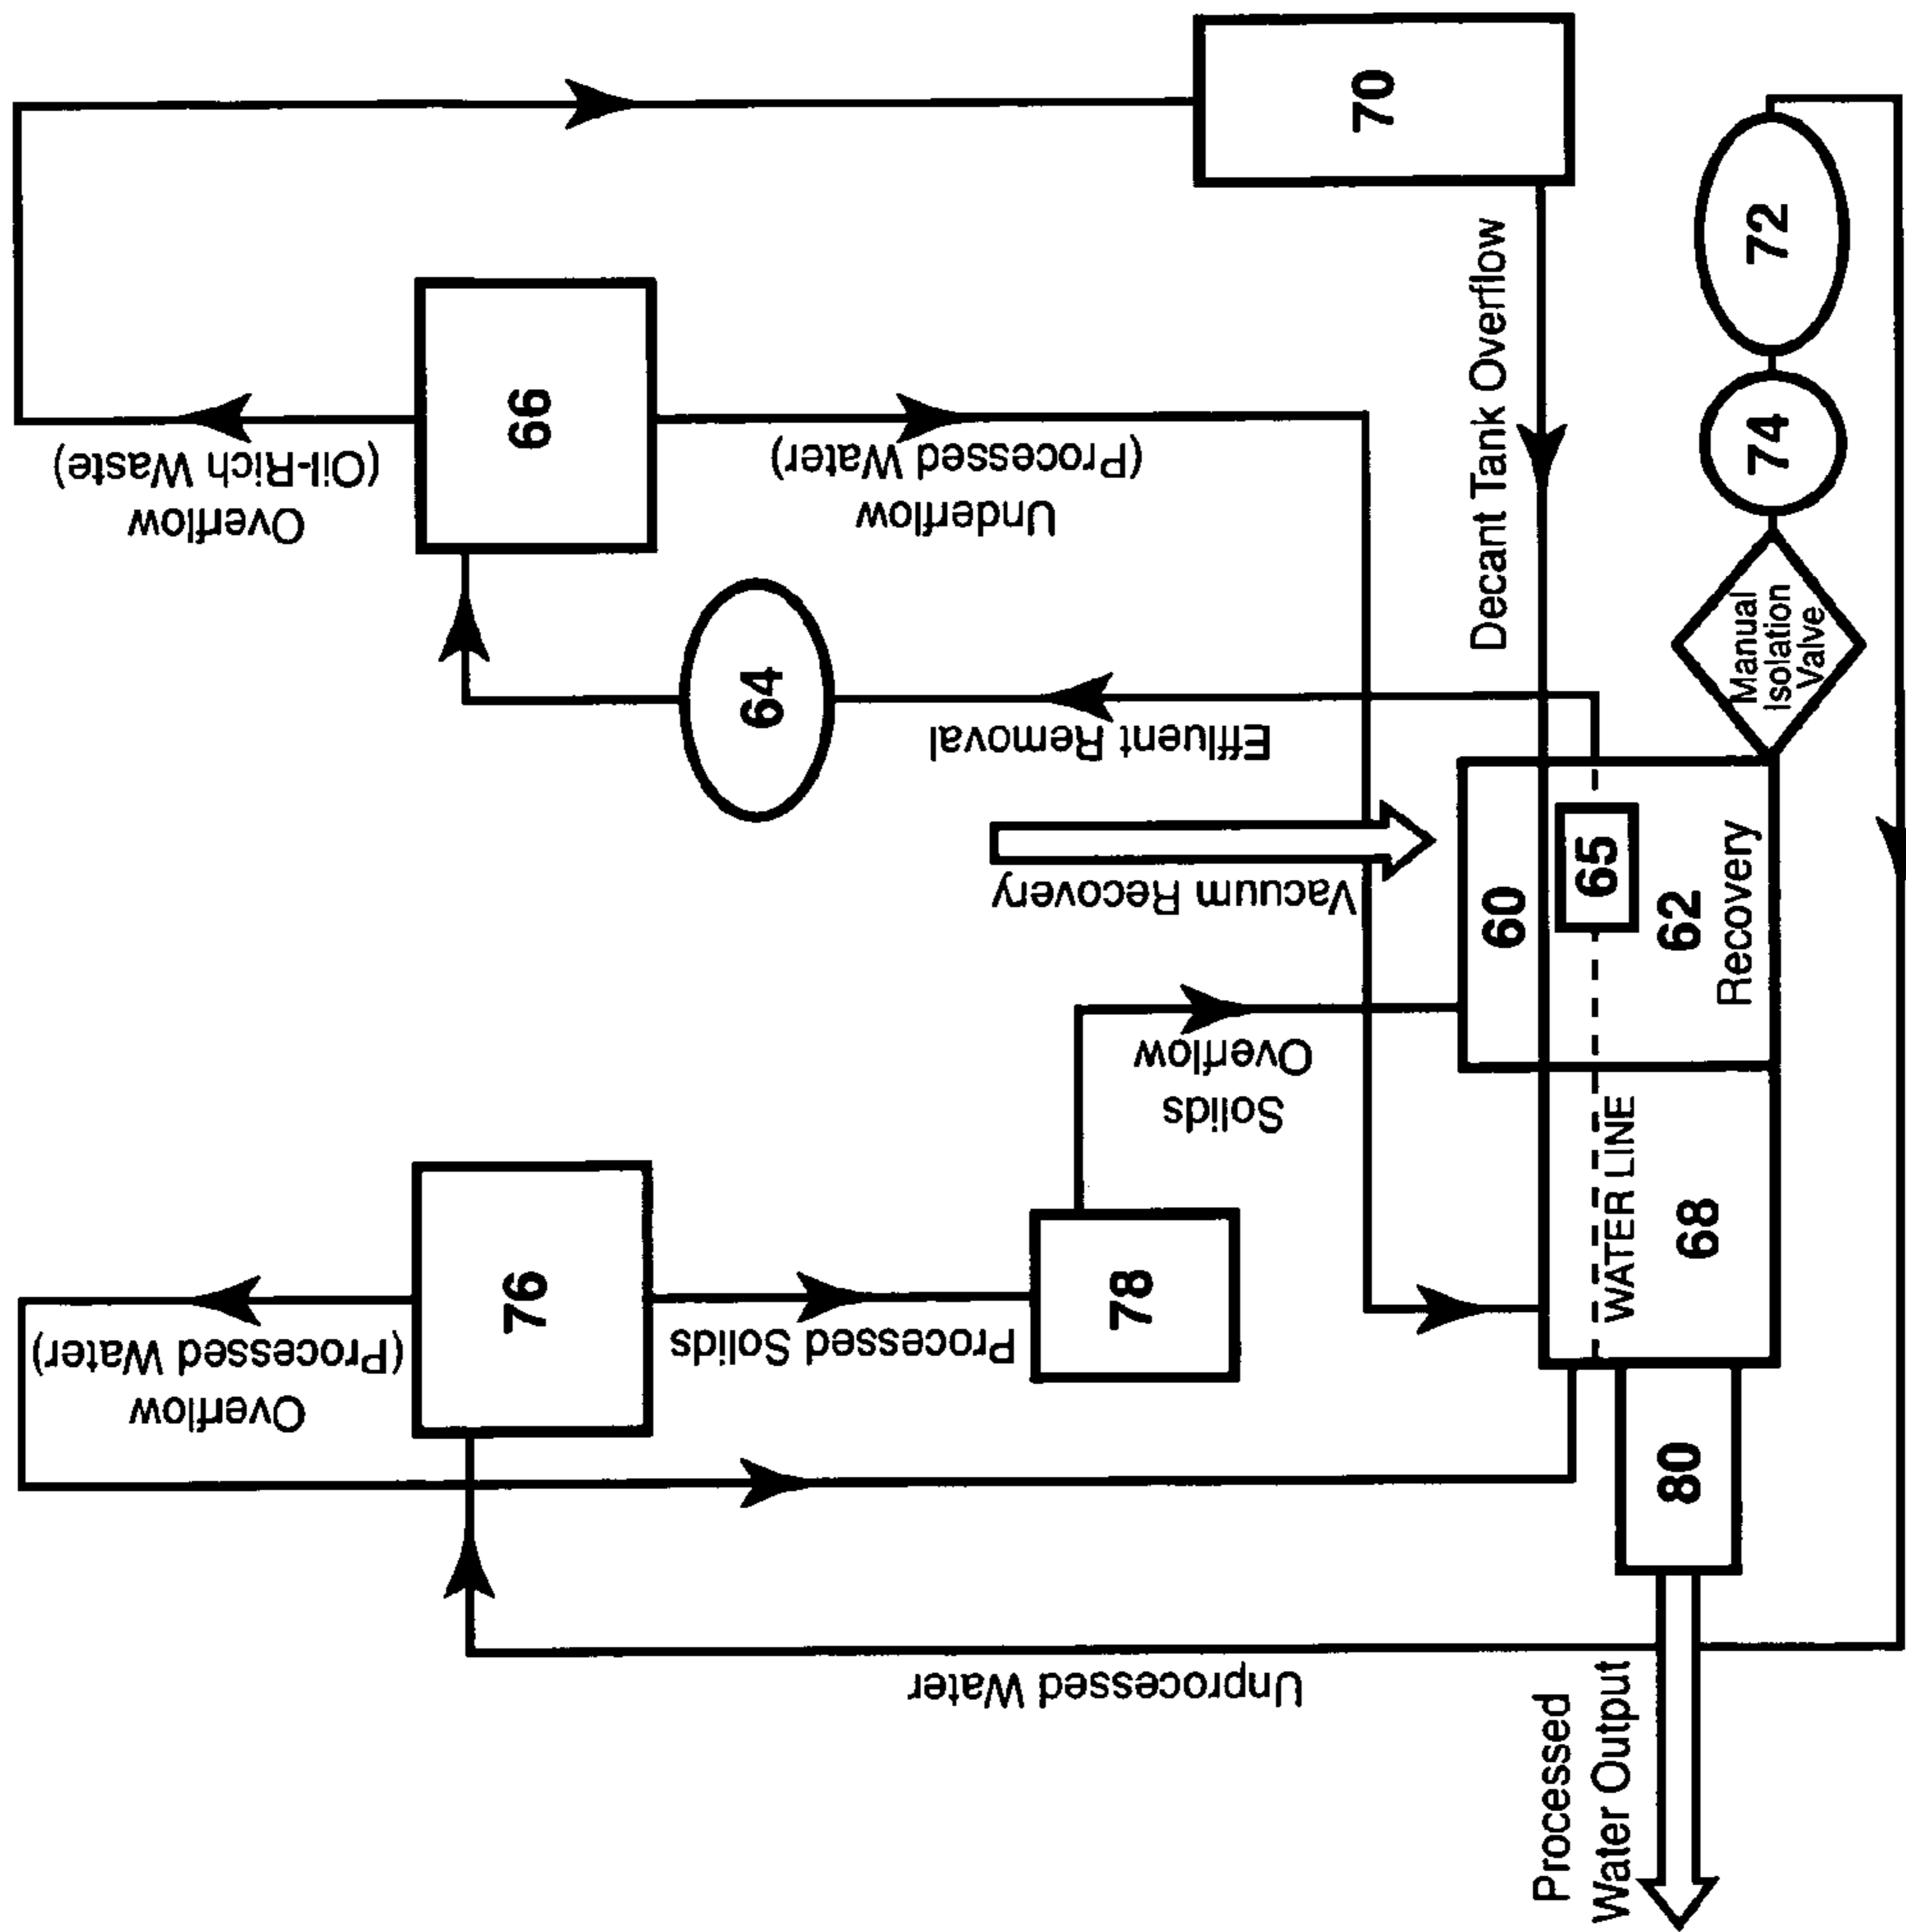 70
Overflow
(Oil-Rich Waste)
66
Underflow
(Processed Water)
Decant Tank Overflow
72
74
Manual
Isolation
Valve
64
Effluent Removal
Vacuum Recovery
60
65
62
Recovery
Solids
Overflow
WATER LINE
68
Overflow
(Processed Water)
76
Processed Solids
78
80
Unprocessed Water
Processed
Water Output